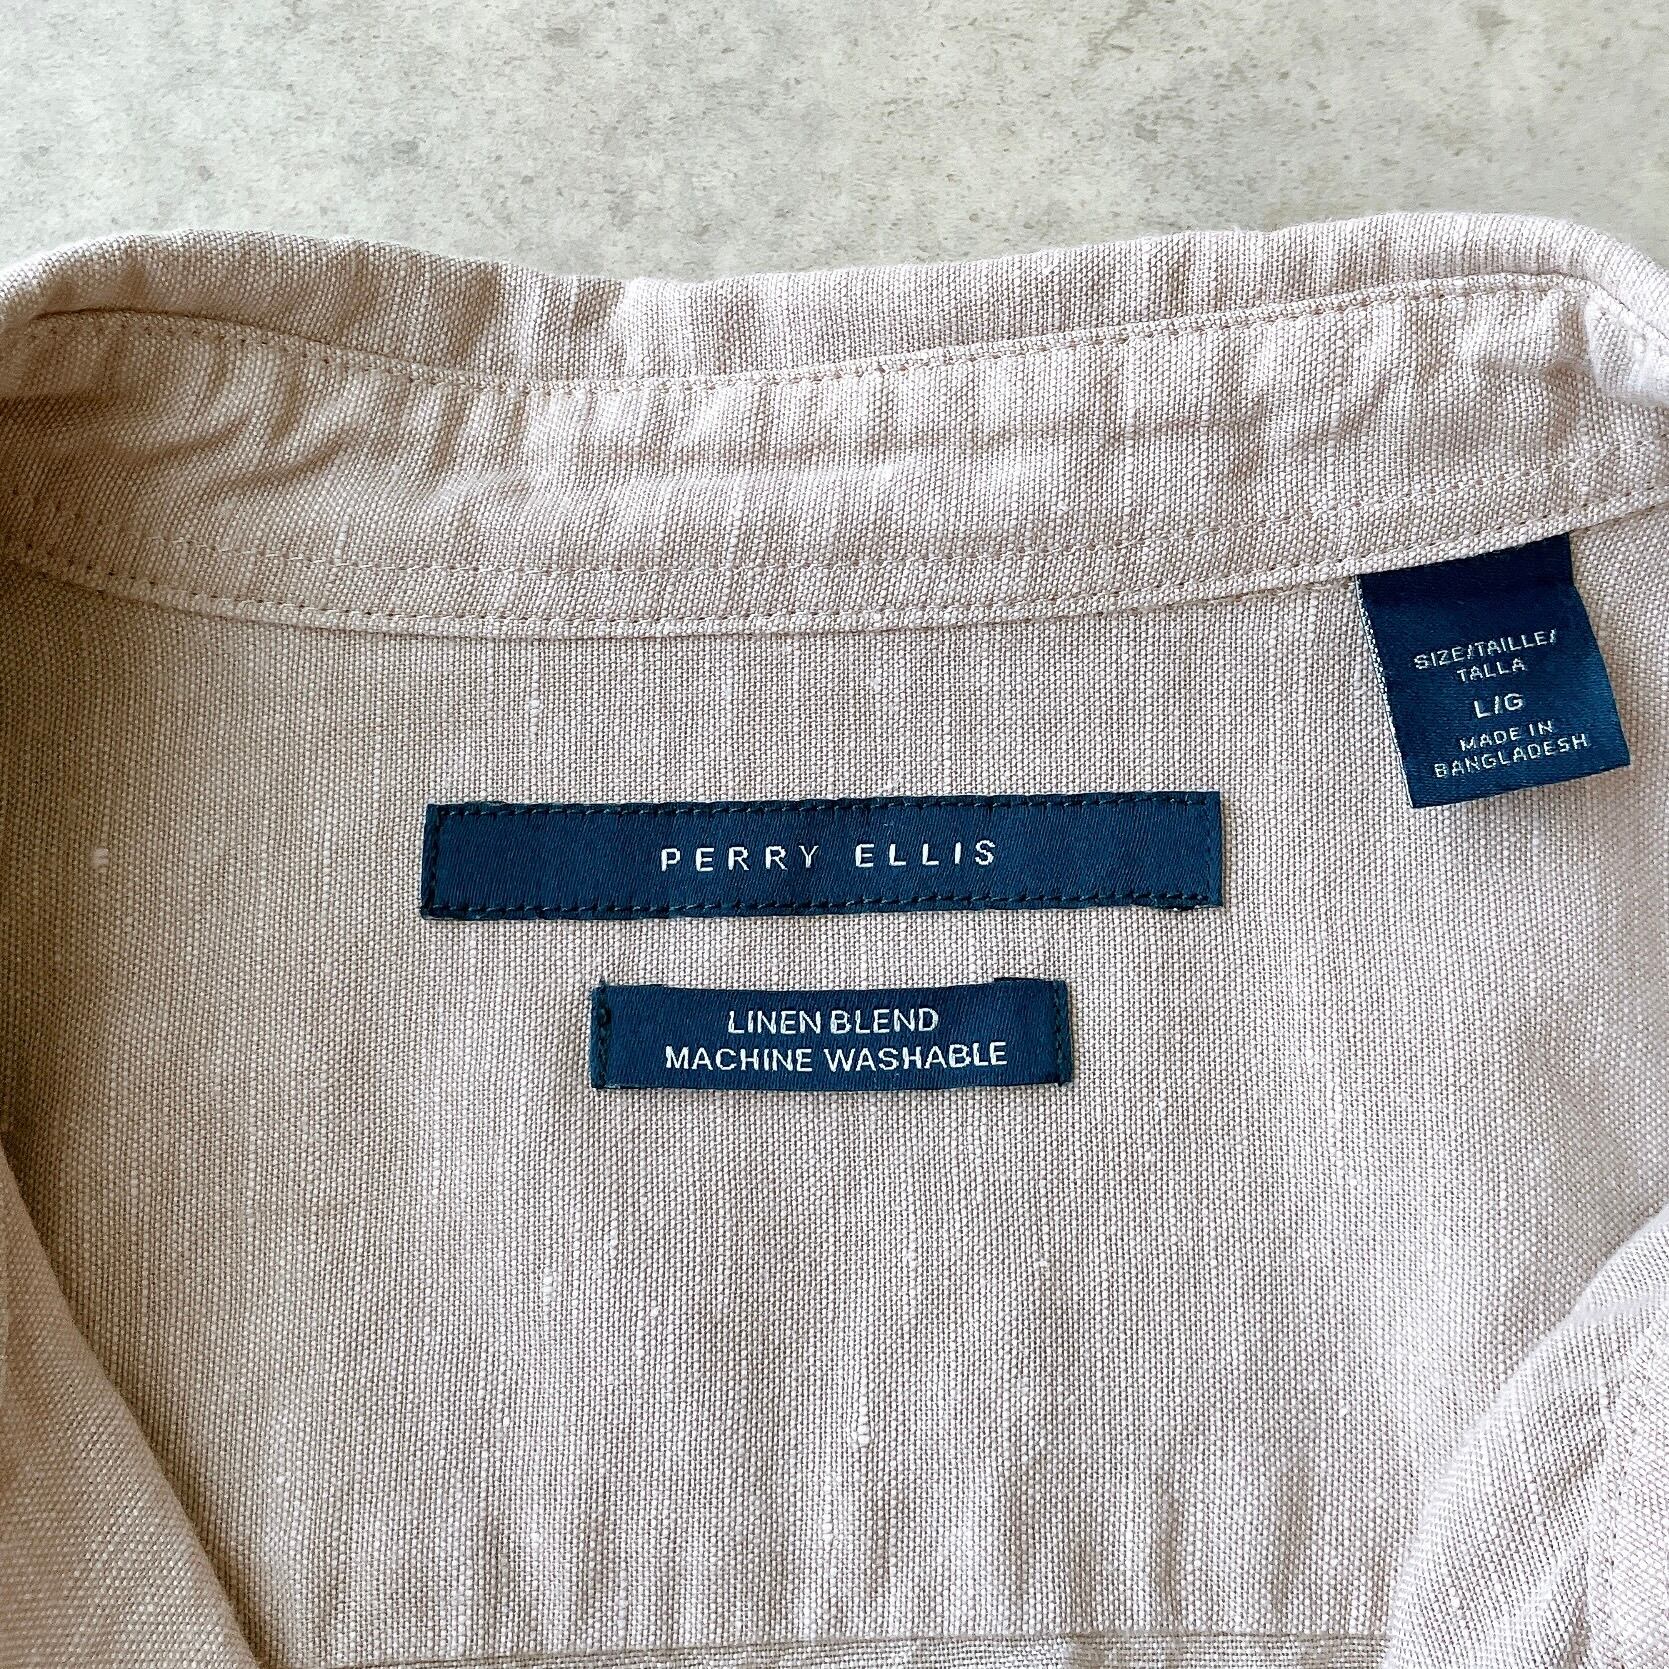 SIZE/TAILLE/
TALLA
L/G
MADE IN
BANGLADESH
PERRY ELLIS
LINEN BLEND
MACHINE WASHABLE